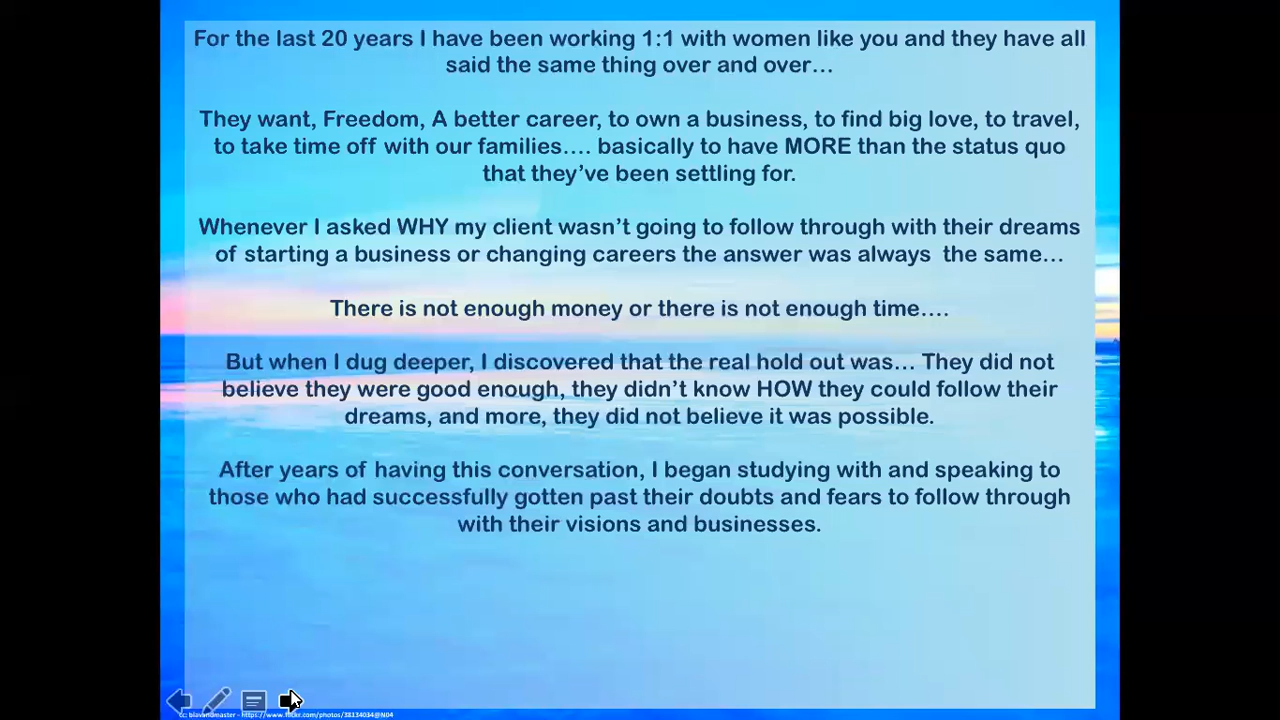 For the last 20 years I have been working 1:1 with women like you and they have all
said the same thing over and over…
They want, Freedom, A better career, to own a business, to find big love, to travel,
to take time off with our families…. basically to have MORE than the status quo
that they’ve been settling for.
Whenever I asked WHY my client wasn’t going to follow through with their dreams
of starting a business or changing careers the answer was always the same…
There is not enough money or there is not enough time….
But when I dug deeper, I discovered that the real hold out was… They did not
believe they were good enough, they didn’t know HOW they could follow their
dreams, and more, they did not believe it was possible.
After years of having this conversation, I began studying with and speaking to
those who had successfully gotten past their doubts and fears to follow through
with their visions and businesses.
cc: - https://www.flickr.com/photos/38134034@N04